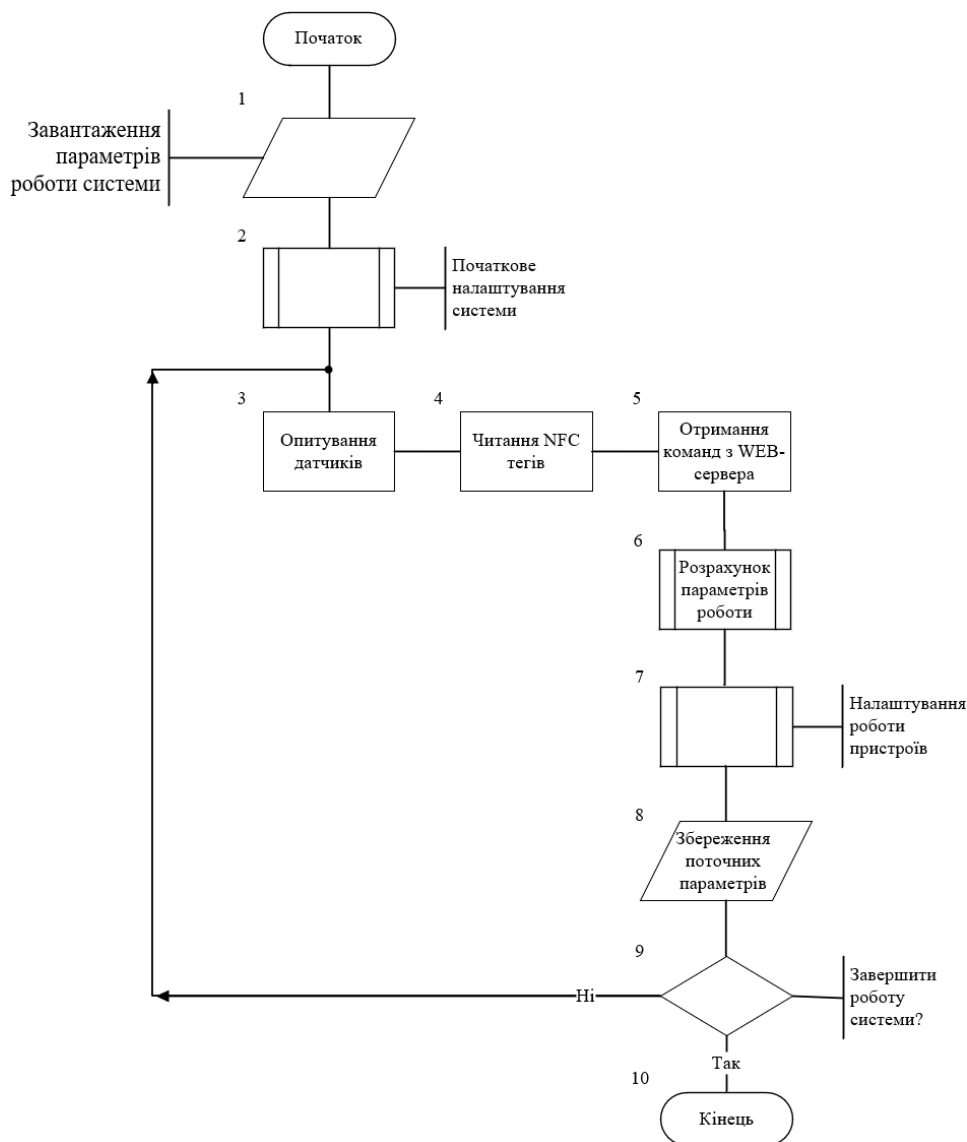 Початок
1
Завантаження
параметрів
роботи системи
2
Початкове
налаштування
системи
3
Опитування
датчиків
4
Читання NFC
тегів
5
Отримання
команд з WEB-
сервера
6
Розрахунок
параметрів
роботи
7
Налаштування
роботи
пристроїв
8
Збереження
поточних
параметрів
9
Завершити
роботу
системи?
Ні
Так
10
Кінець